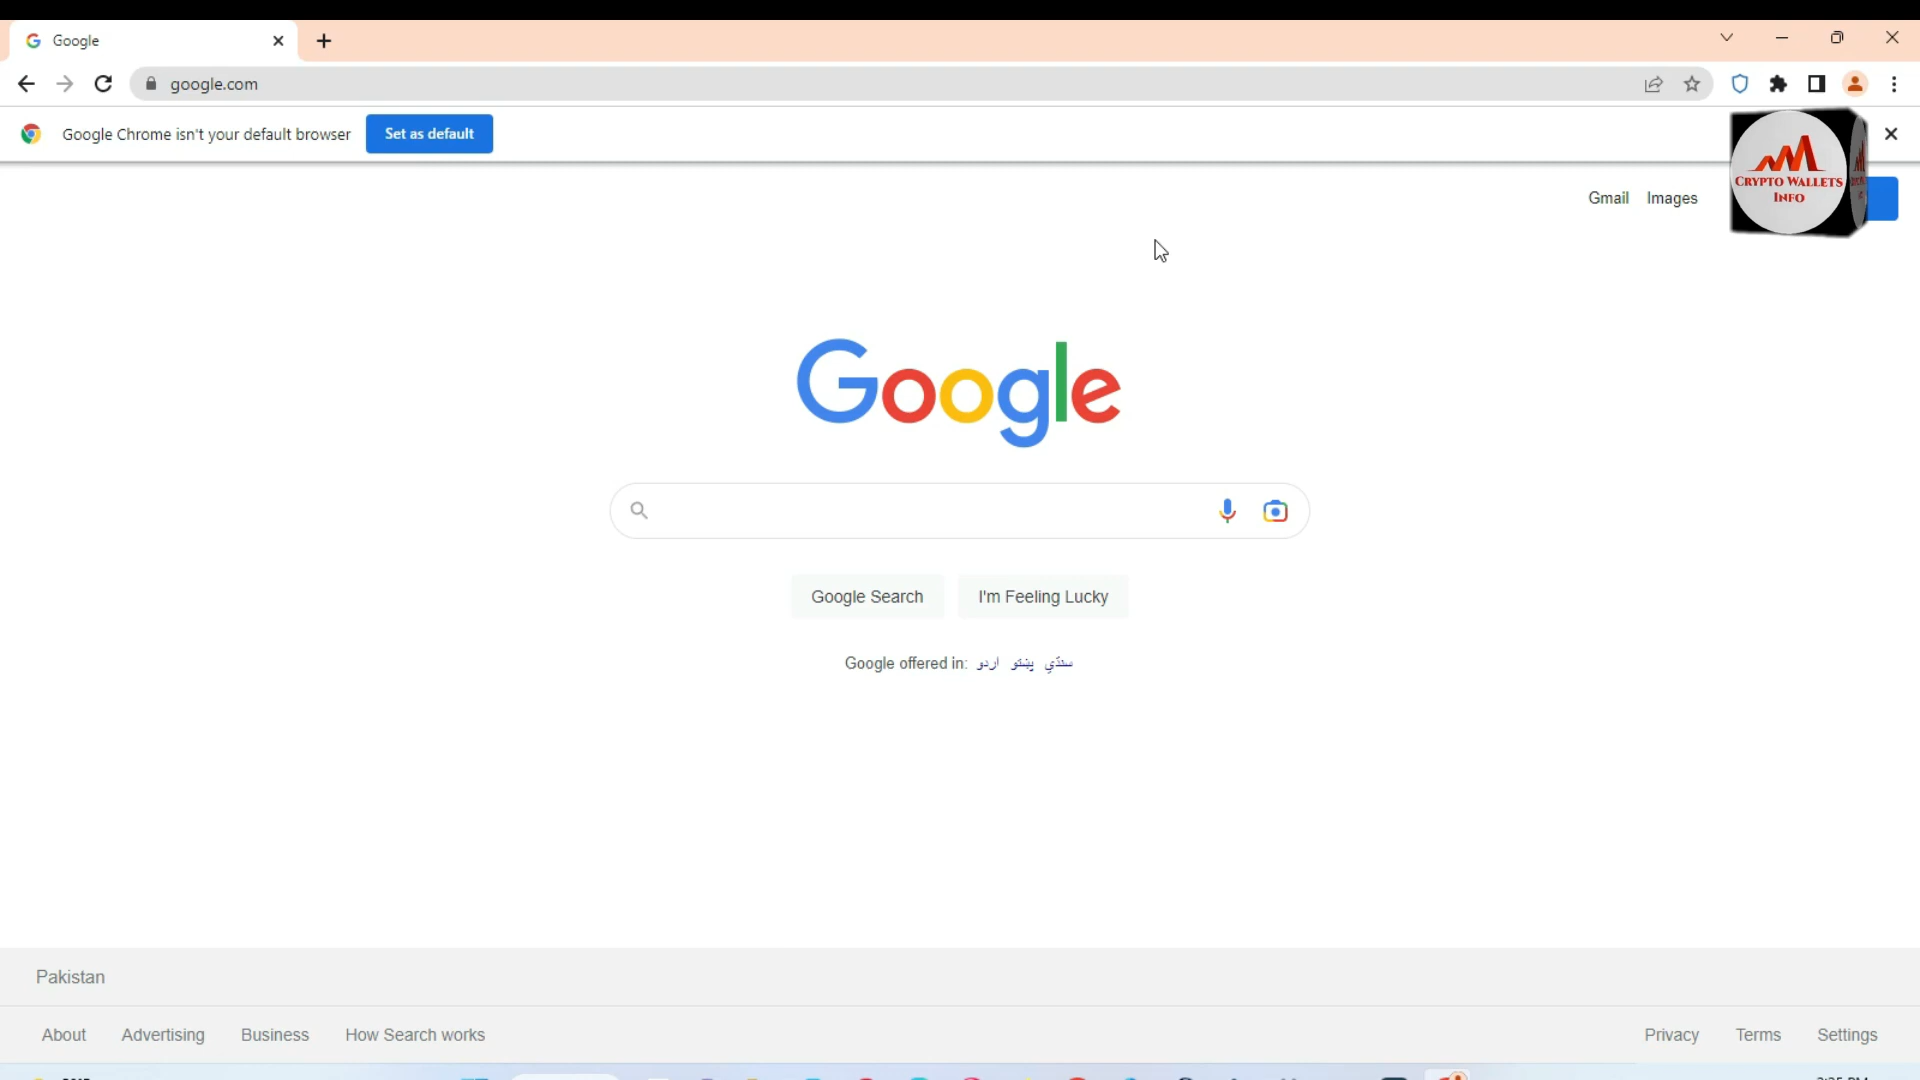 Google
google.com
Google Chrome isn't your default browser Set as default
CRYPTO WALLETS
INFO
Gmail Images
Google
Google Search I'm Feeling Lucky
Google offered in: اردو پښتو سنڌي
Pakistan
About Advertising Business How Search works Privacy Terms Settings